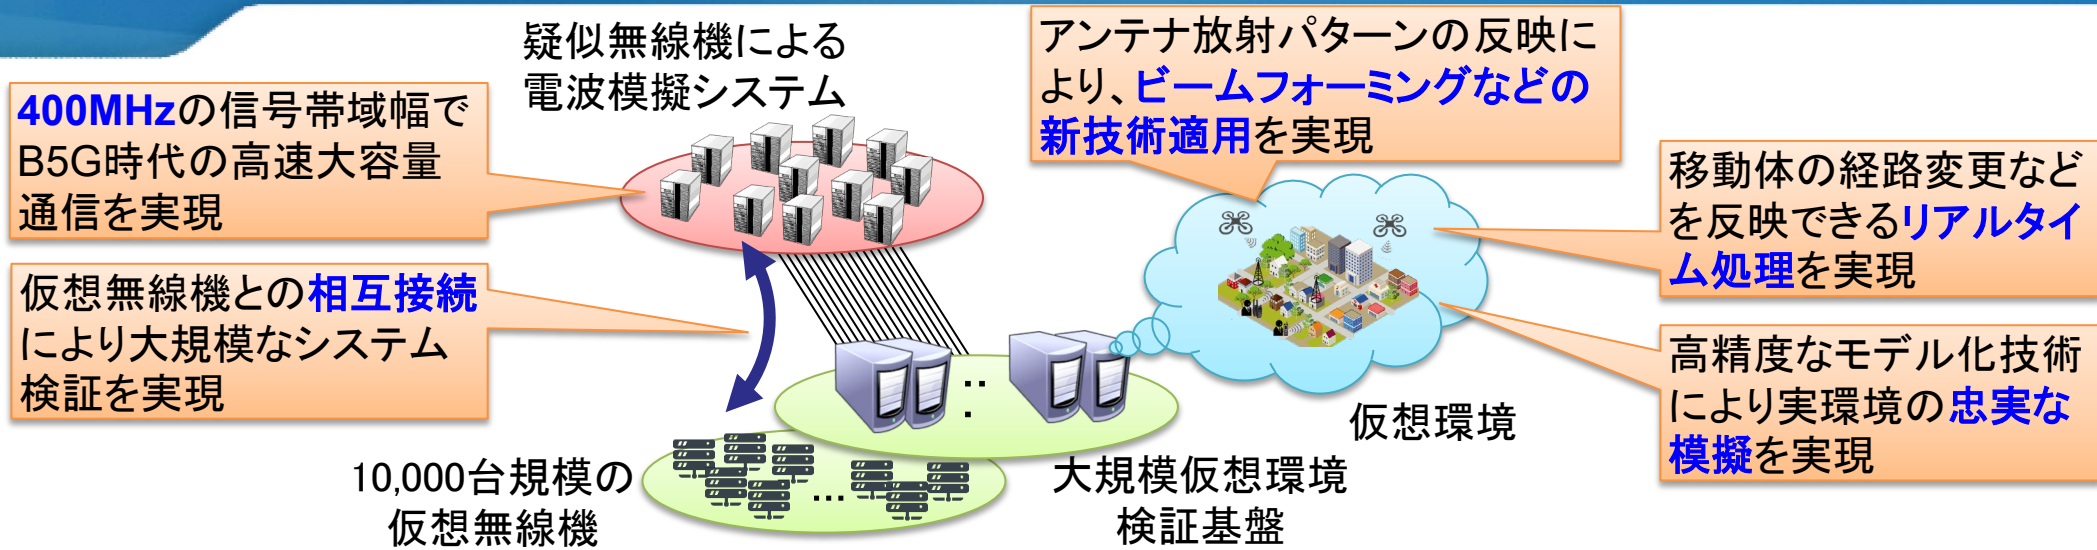 疑似無線機による
電波模擬システム
アンテナ放射パターンの反映に
より、ビームフォーミングなどの
新技術適用を実現
400MHzの信号帯域幅で
B5G時代の高速大容量
通信を実現
移動体の経路変更など
を反映できるリアルタイ
ム処理を実現
仮想無線機との相互接続
により大規模なシステム
検証を実現
高精度なモデル化技術
により実環境の忠実な
模擬を実現
仮想環境
10,000台規模の
仮想無線機
大規模仮想環境
検証基盤